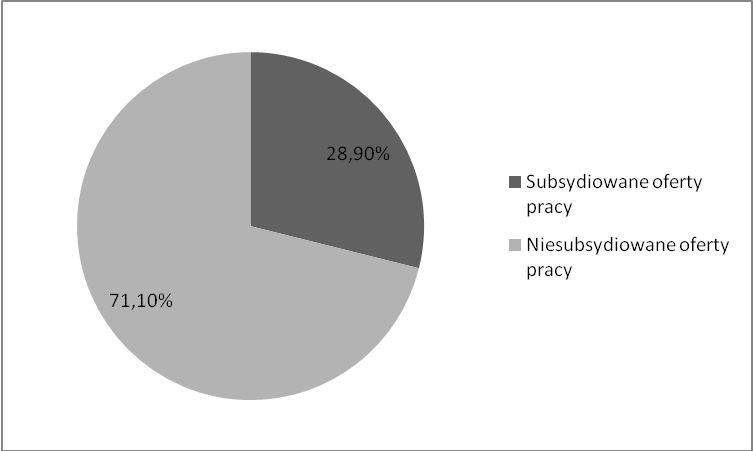 28,90%
71,10%
Subsydiowane oferty
pracy
Niesubsydiowane oferty
pracy